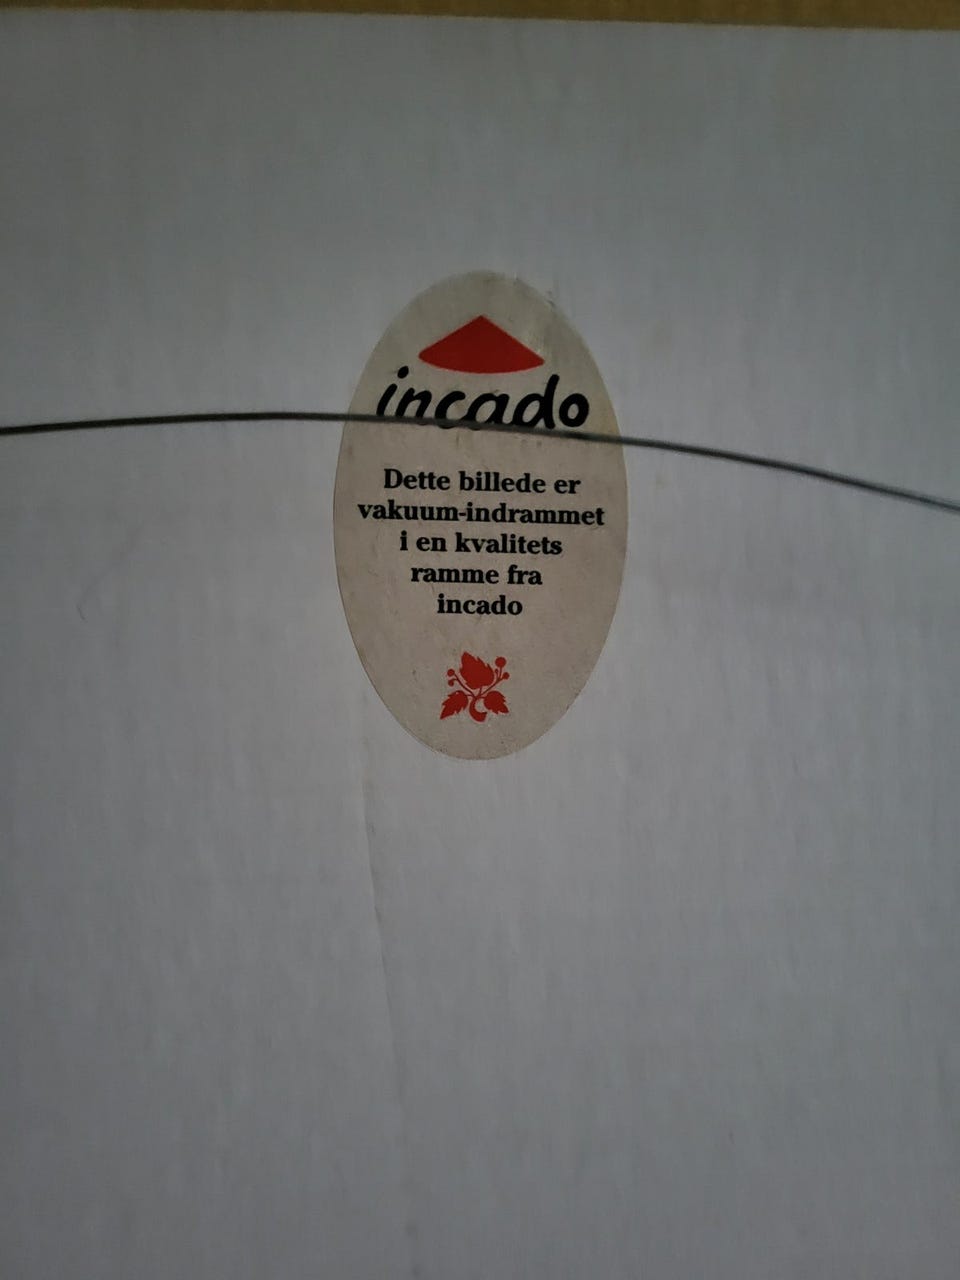 incado
Dette billede er
vakuum-indrammet
i en kvalitets
ramme fra
incado